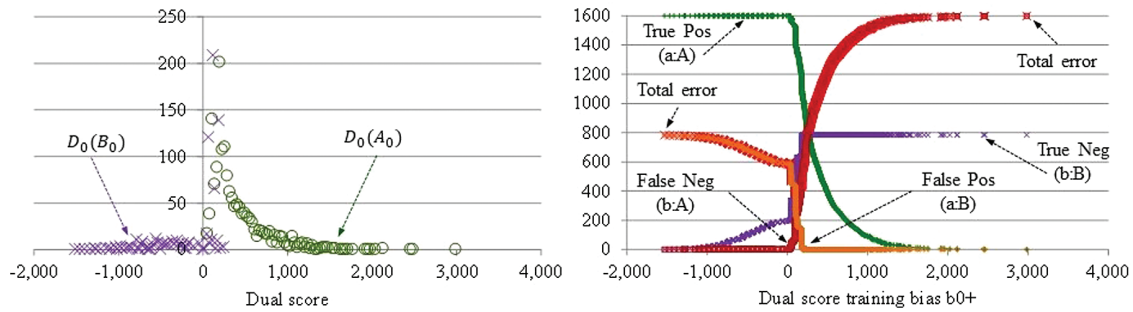 250
200
150
100
50
0
-2,000 -1,000 0 1,000 2,000 3,000 4,000
Dual score
D₀(B₀)
D₀(A₀)
1600
1400
1200
1000
800
600
400
200
0
-2,000 -1,000 0 1,000 2,000 3,000 4,000
Dual score training bias b0+
True Pos
(a:A)
Total error
Total error
True Neg
(b:B)
False Neg
(b:A)
False Pos
(a:B)